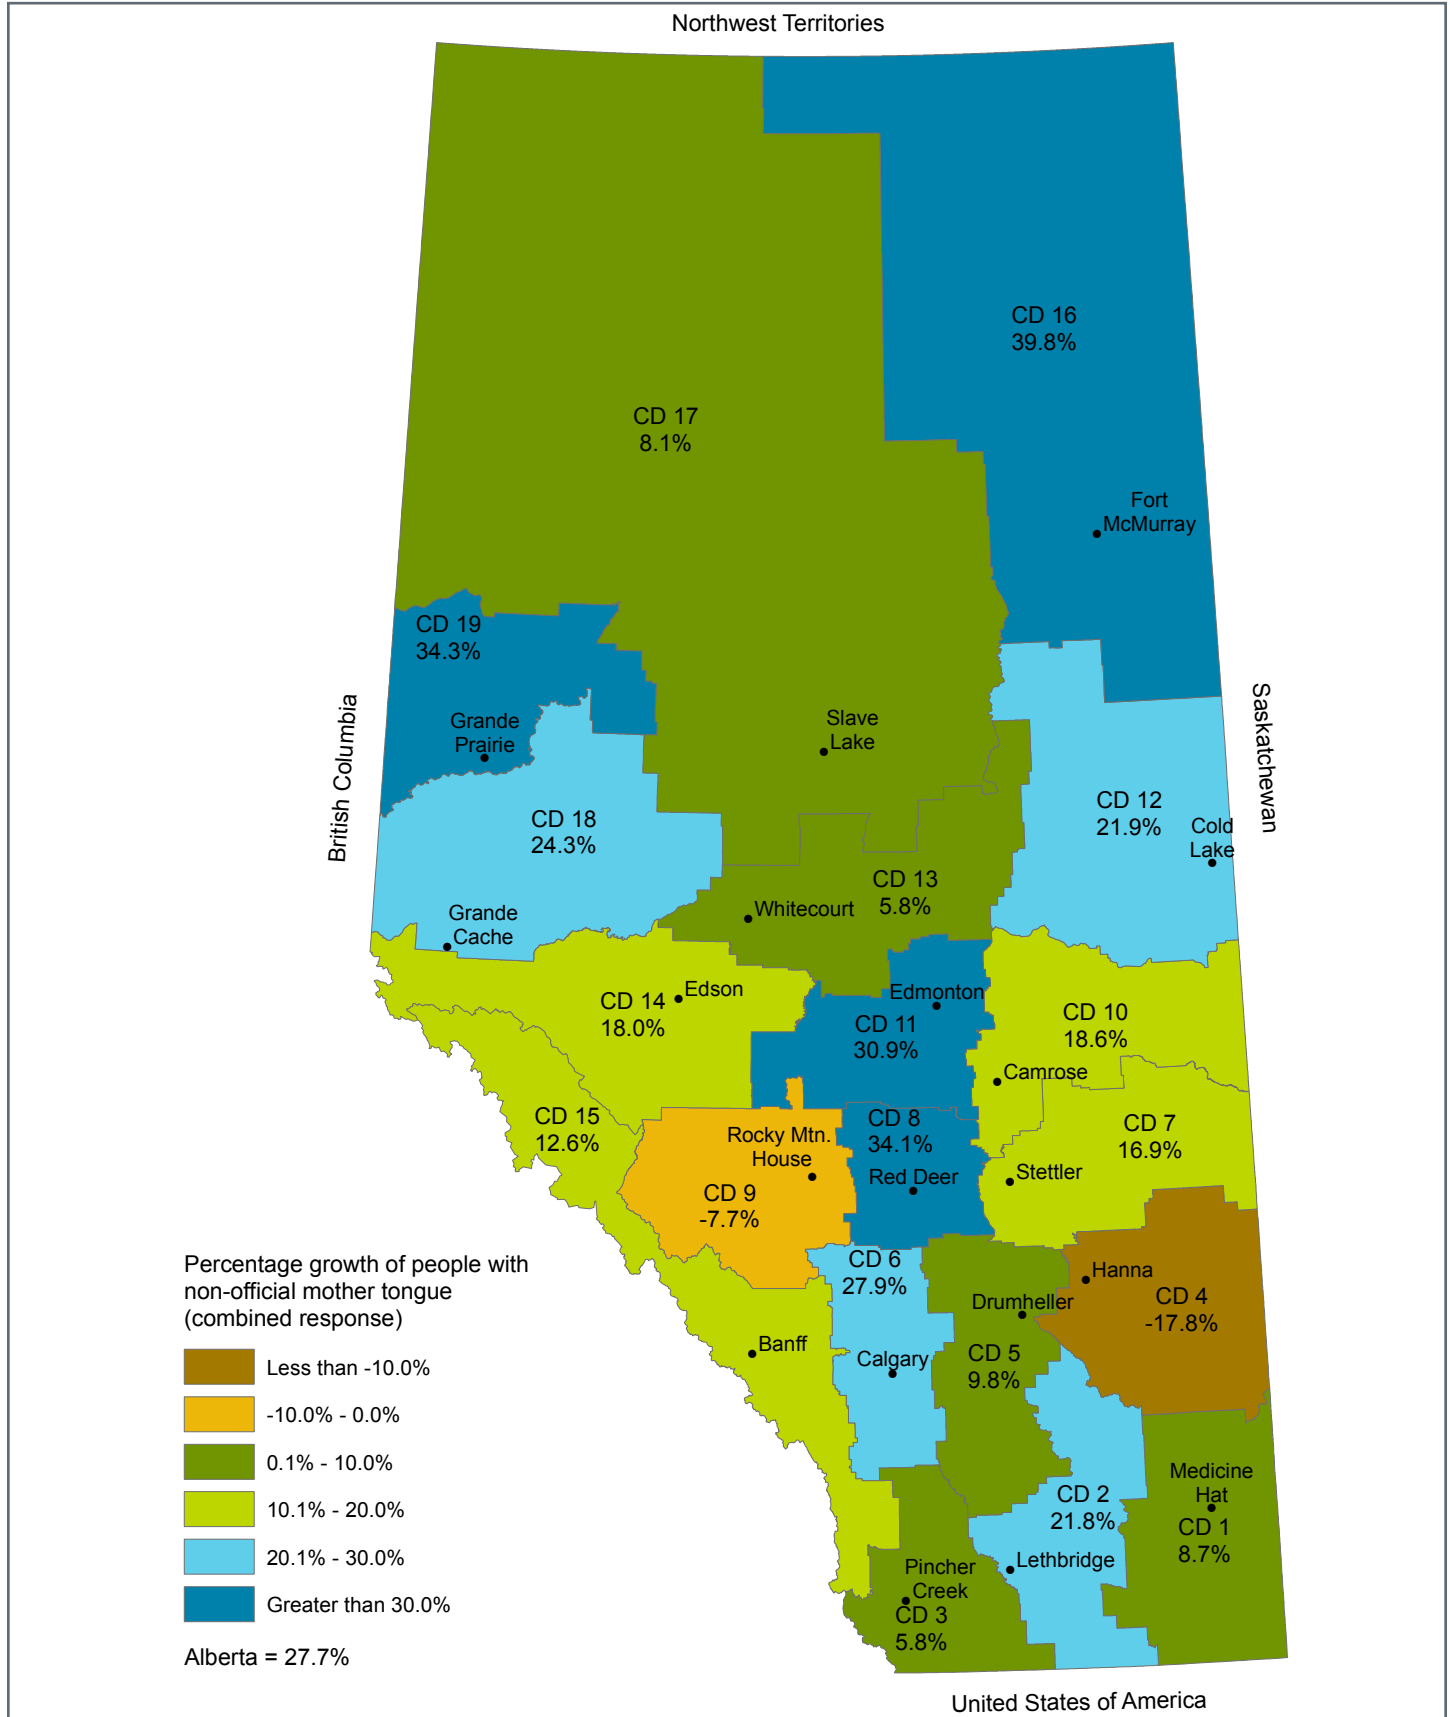 Northwest Territories
CD 16
39.8%
CD 17
8.1%
Fort
McMurray
CD 19
34.3%
Grande
Prairie
Slave
Lake
British Columbia
Saskatchewan
CD 18
24.3%
CD 12
21.9%
Cold
Lake
CD 13
5.8%
Whitecourt
Grande
Cache
Edson
CD 14
18.0%
Edmonton
CD 11
30.9%
CD 10
18.6%
Camrose
CD 15
12.6%
CD 8
34.1%
Red Deer
CD 7
16.9%
Rocky Mtn.
House
Stettler
CD 9
-7.7%
CD 6
27.9%
Hanna
Drumheller
CD 4
-17.8%
Banff
Calgary
CD 5
9.8%
Medicine
Hat
CD 1
8.7%
CD 2
21.8%
Lethbridge
Pincher
Creek
CD 3
5.8%
Percentage growth of people with
non-official mother tongue
(combined response)
Less than -10.0%
-10.0% - 0.0%
0.1% - 10.0%
10.1% - 20.0%
20.1% - 30.0%
Greater than 30.0%
Alberta = 27.7%
United States of America